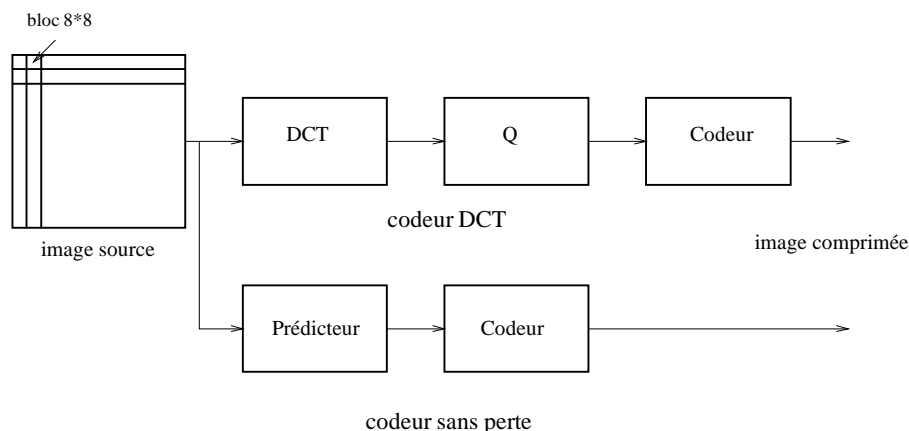 bloc 8*8
DCT
Q
Codeur
codeur DCT
image source
image comprimée
Prédicteur
Codeur
codeur sans perte